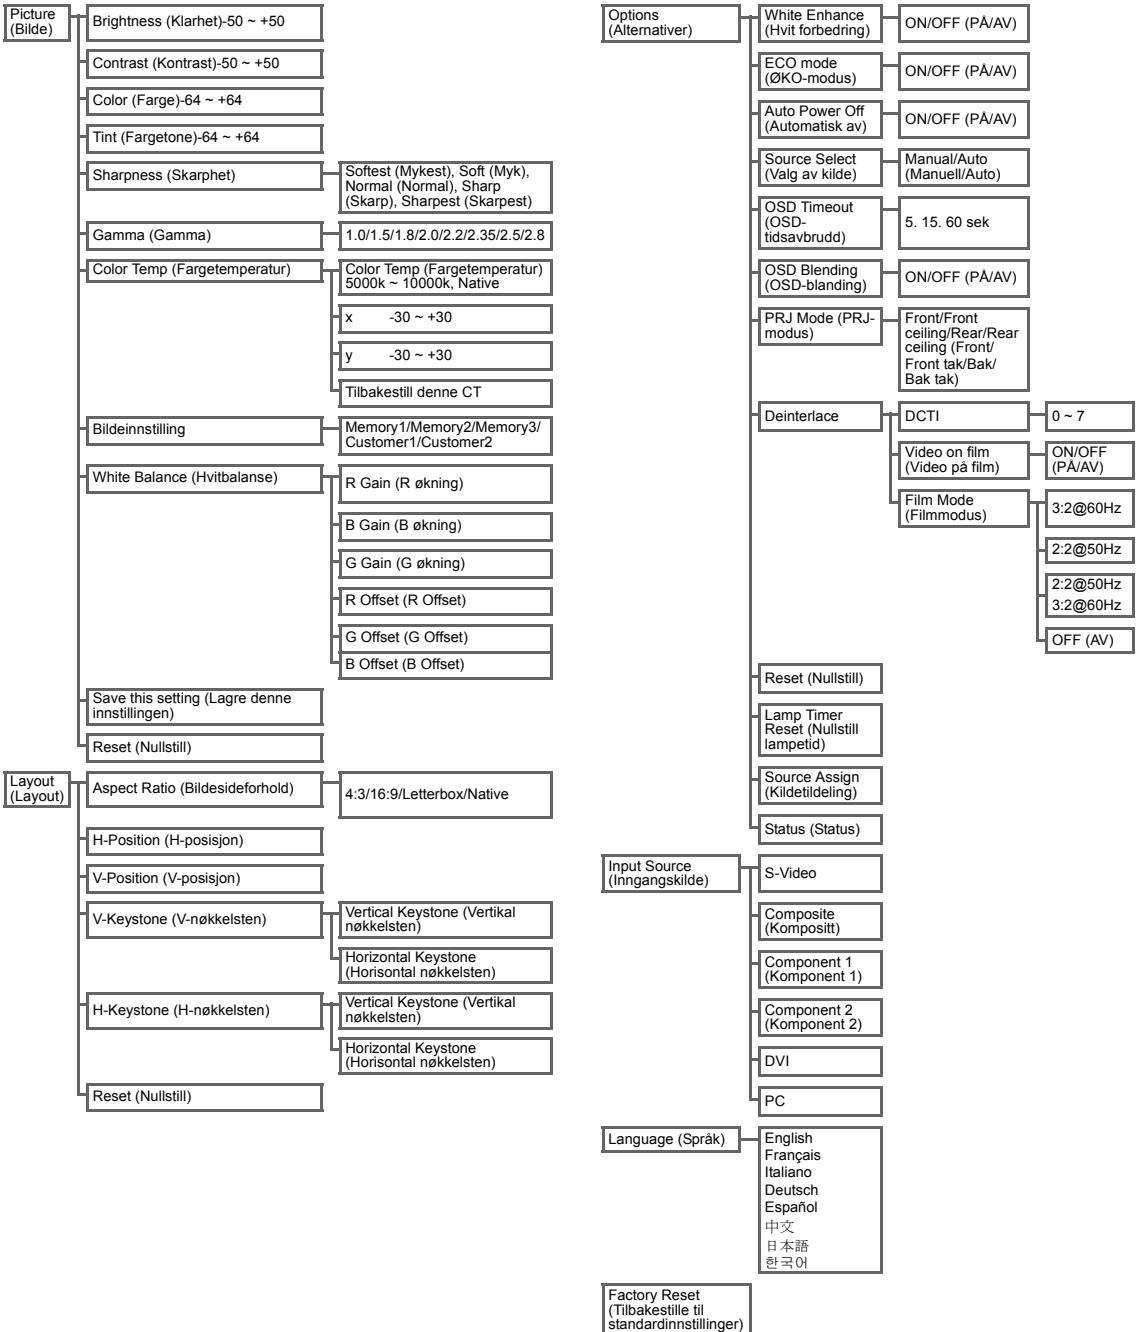 Picture
(Bilde)
Brightness (Klarhet)-50 ~ +50
Contrast (Kontrast)-50 ~ +50
Color (Farge)-64 ~ +64
Tint (Fargetone)-64 ~ +64
Sharpness (Skarphet)
Softest (Mykest), Soft (Myk),
Normal (Normal), Sharp
(Skarp), Sharpest (Skarpest)
Gamma (Gamma)
1.0/1.5/1.8/2.0/2.2/2.35/2.5/2.8
Color Temp (Fargetemperatur)
Color Temp (Fargetemperatur)
5000k ~ 10000k, Native
x -30 ~ +30
y -30 ~ +30
Tilbakestill denne CT
Bildeinnstilling
Memory1/Memory2/Memory3/
Customer1/Customer2
White Balance (Hvitbalanse)
R Gain (R økning)
B Gain (B økning)
G Gain (G økning)
R Offset (R Offset)
G Offset (G Offset)
B Offset (B Offset)
Save this setting (Lagre denne
innstillingen)
Reset (Nullstill)
Layout
(Layout)
Aspect Ratio (Bildesideforhold)
4:3/16:9/Letterbox/Native
H-Position (H-posisjon)
V-Position (V-posisjon)
V-Keystone (V-nøkkelsten)
Vertical Keystone (Vertikal
nøkkelsten)
Horizontal Keystone
(Horisontal nøkkelsten)
H-Keystone (H-nøkkelsten)
Vertical Keystone (Vertikal
nøkkelsten)
Horizontal Keystone
(Horisontal nøkkelsten)
Reset (Nullstill)
Options
(Alternativer)
White Enhance
(Hvit forbedring)
ON/OFF (PÅ/AV)
ECO mode
(ØKO-modus)
ON/OFF (PÅ/AV)
Auto Power Off
(Automatisk av)
ON/OFF (PÅ/AV)
Source Select
(Valg av kilde)
Manual/Auto
(Manuell/Auto)
OSD Timeout
(OSD-
tidsavbrudd)
5. 15. 60 sek
OSD Blending
(OSD-blanding)
ON/OFF (PÅ/AV)
PRJ Mode (PRJ-
modus)
Front/Front
ceiling/Rear/Rear
ceiling (Front/
Front tak/Bak/
Bak tak)
Deinterlace
DCTI
0 ~ 7
Video on film
(Video på film)
ON/OFF
(PÅ/AV)
Film Mode
(Filmmodus)
3:2@60Hz
2:2@50Hz
2:2@50Hz
3:2@60Hz
OFF (AV)
Reset (Nullstill)
Lamp Timer
Reset (Nullstill
lampetid)
Source Assign
(Kildetildeling)
Status (Status)
Input Source
(Inngangskilde)
S-Video
Composite
(Kompositt)
Component 1
(Komponent 1)
Component 2
(Komponent 2)
DVI
PC
Language (Språk)
English
Français
Italiano
Deutsch
Español
中文
日本語
한국어
Factory Reset
(Tilbakestille til
standardinnstillinger)